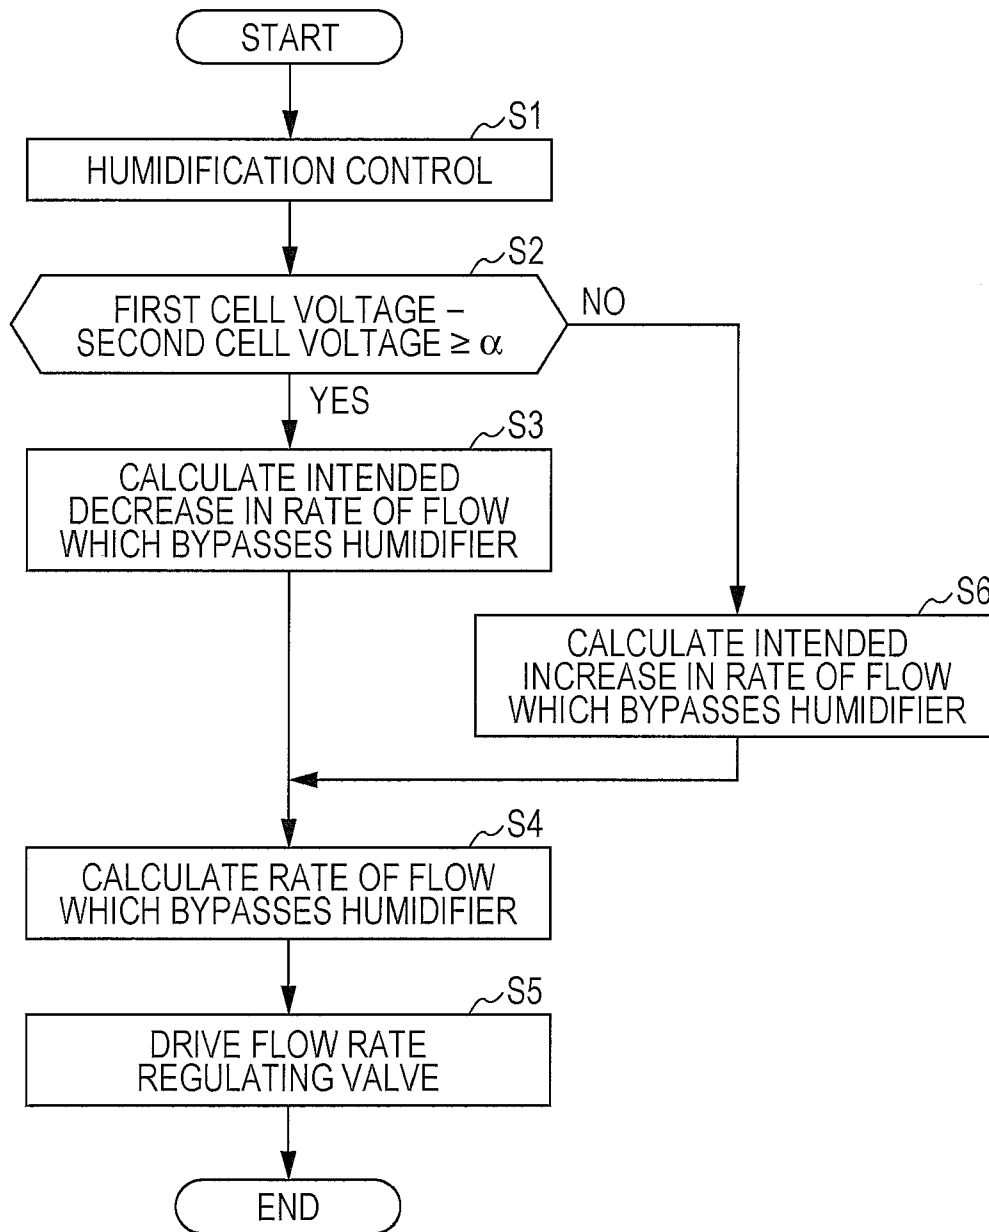 START
S1
HUMIDIFICATION CONTROL
S2
FIRST CELL VOLTAGE –
SECOND CELL VOLTAGE ≥ α
NO
YES
S3
CALCULATE INTENDED
DECREASE IN RATE OF FLOW
WHICH BYPASSES HUMIDIFIER
S6
CALCULATE INTENDED
INCREASE IN RATE OF FLOW
WHICH BYPASSES HUMIDIFIER
S4
CALCULATE RATE OF FLOW
WHICH BYPASSES HUMIDIFIER
S5
DRIVE FLOW RATE
REGULATING VALVE
END